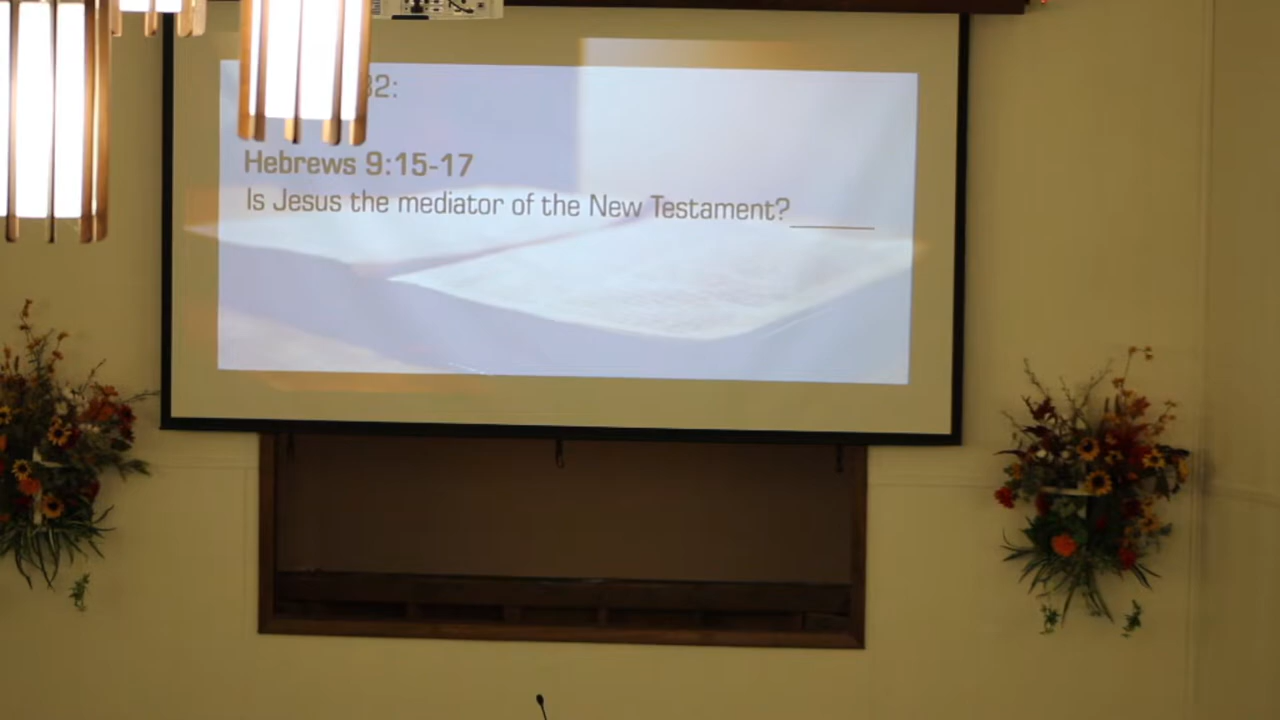 32:
Hebrews 9:15-17
Is Jesus the mediator of the New Testament?______